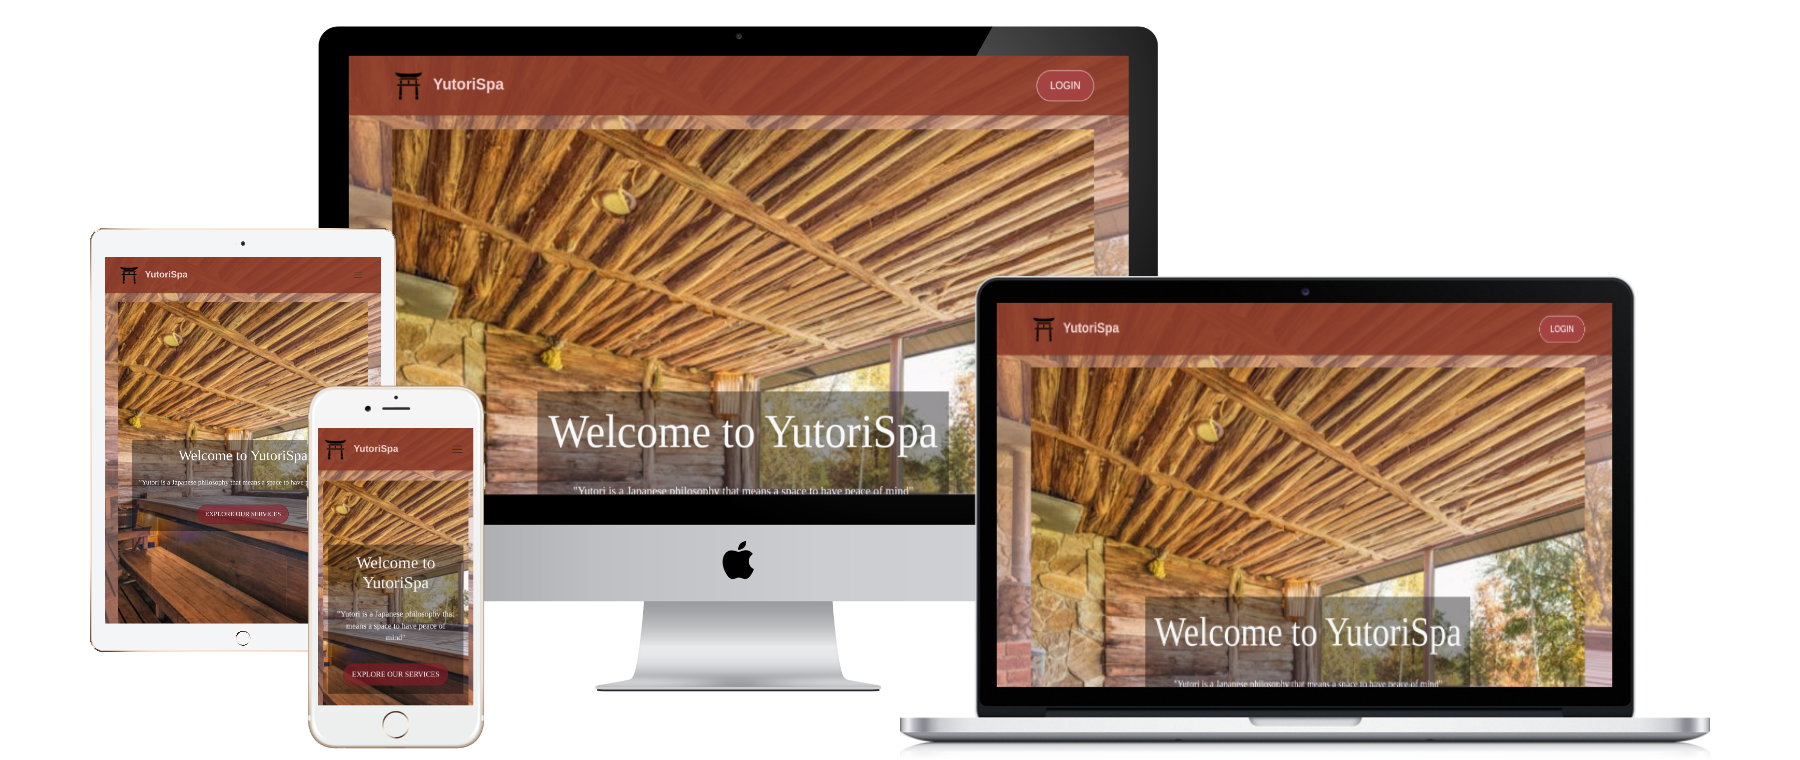 YutoriSpa
LOGIN
Welcome to YutoriSpa
"Yutori is a Japanese philosophy that means a space to have peace of mind"
YutoriSpa
Welcome to YutoriSpa
"Yutori is a Japanese philosophy that means a space to have
EXPLORE OUR SERVICES
YutoriSpa
Welcome to
YutoriSpa
"Yutori is a Japanese philosophy that
means a space to have peace of
mind"
EXPLORE OUR SERVICES
YutoriSpa
LOGIN
Welcome to YutoriSpa
"Yutori is a Japanese philosophy that means a space to have peace of mind"